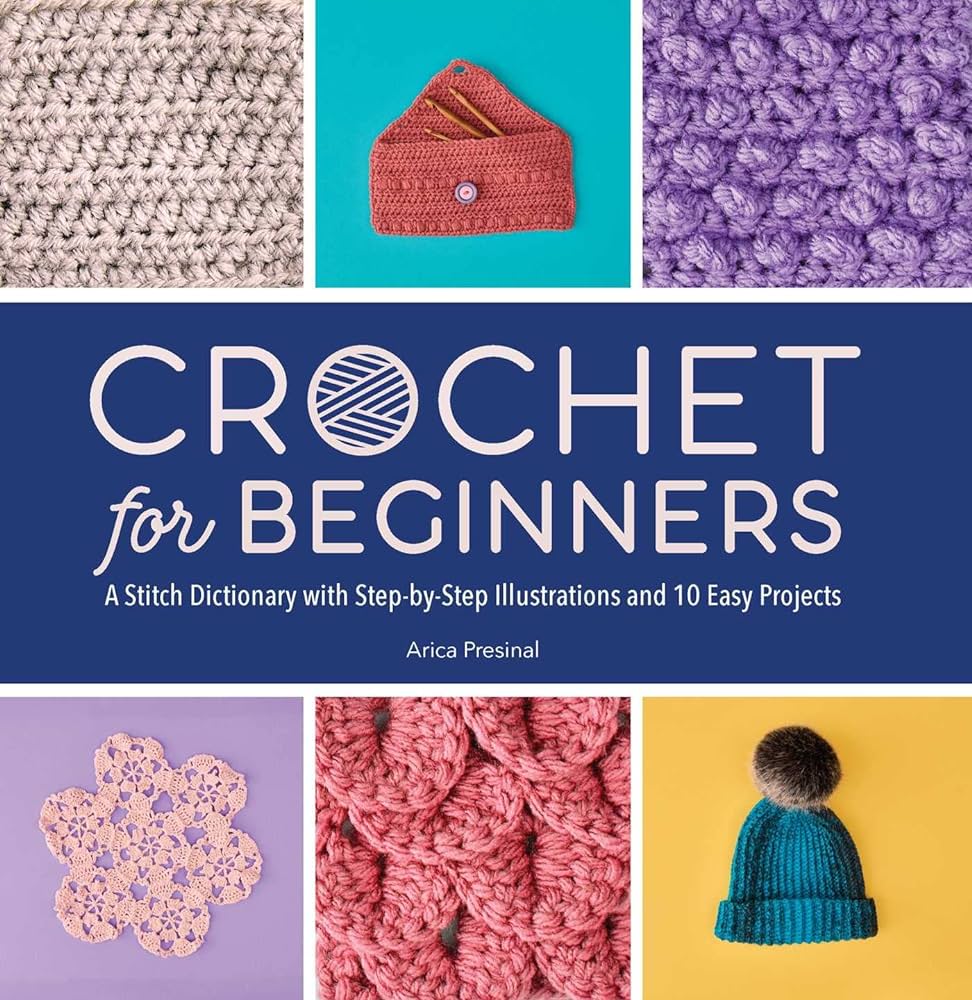 CROCHET
for BEGINNERS
A Stitch Dictionary with Step-by-Step Illustrations and 10 Easy Projects
Arica Presinal